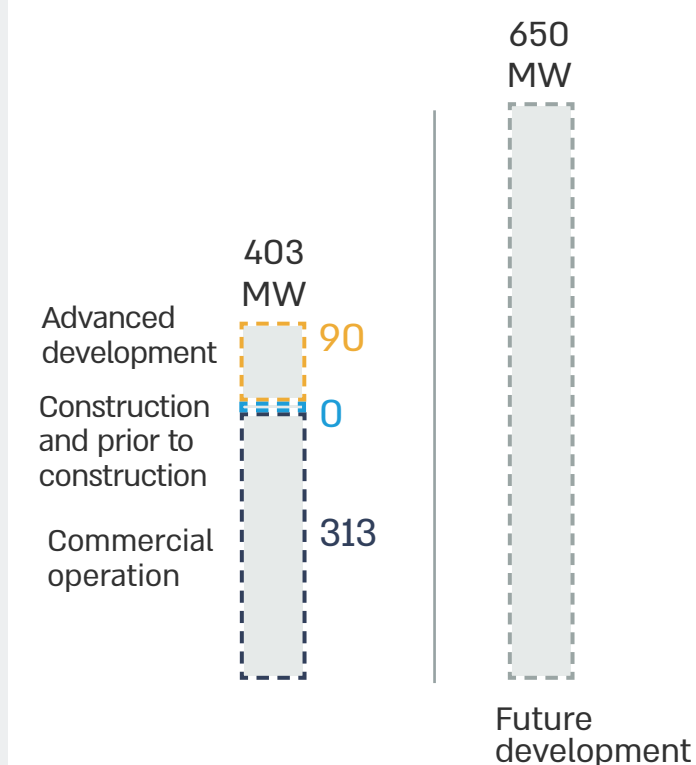 650
MW
403
MW
Advanced
development
90
Construction
and prior to
construction
0
Commercial
operation
313
Future
development